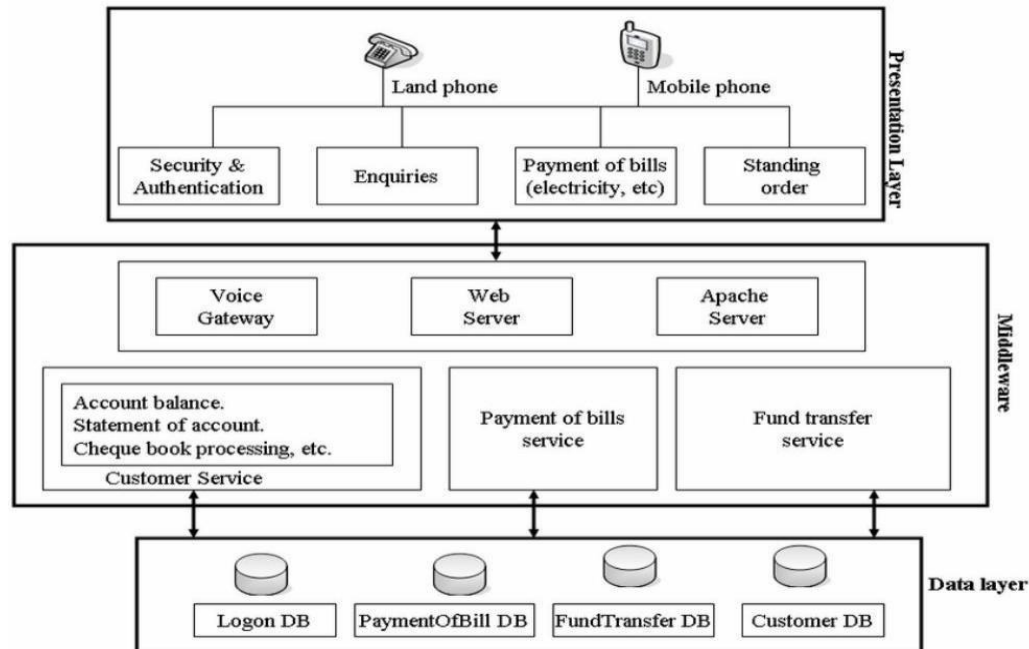 Land phone
Mobile phone
Security &
Authentication
Enquiries
Payment of bills
(electricity, etc)
Standing
order
Presentation Layer
Voice
Gateway
Web
Server
Apache
Server
Middleware
Account balance.
Statement of account.
Cheque book processing, etc.
Customer Service
Payment of bills
service
Fund transfer
service
Data layer
Logon DB
PaymentOfBill DB
FundTransfer DB
Customer DB